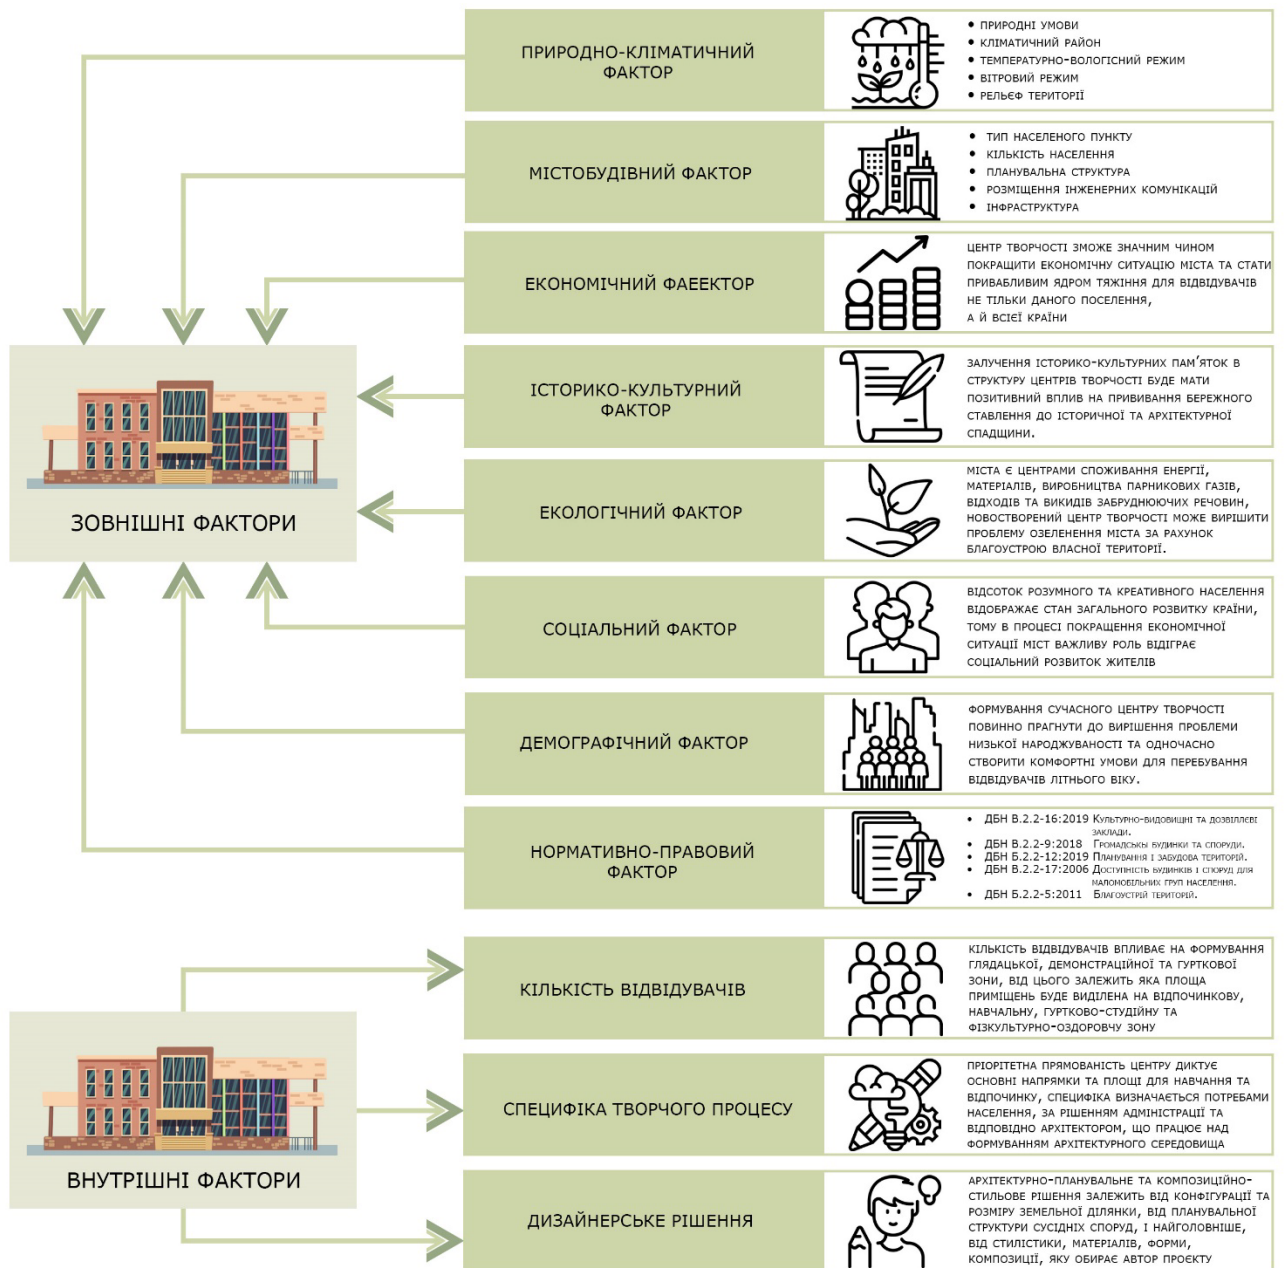 ПРИРОДНО-КЛІМАТИЧНИЙ
ФАКТОР
• ПРИРОДНІ УМОВИ
• КЛІМАТИЧНИЙ РАЙОН
• ТЕМПЕРАТУРНО-ВОЛОГІСНИЙ РЕЖИМ
• ВІТРОВИЙ РЕЖИМ
• РЕЛЬЄФ ТЕРИТОРІЇ
МІСТОБУДІВНИЙ ФАКТОР
• ТИП НАСЕЛЕНОГО ПУНКТУ
• КІЛЬКІСТЬ НАСЕЛЕННЯ
• ПЛАНУВАЛЬНА СТРУКТУРА
• РОЗМІЩЕННЯ ІНЖЕНЕРНИХ КОМУНІКАЦІЙ
• ІНФРАСТРУКТУРА
ЕКОНОМІЧНИЙ ФАЕЕЕКТОР
ЦЕНТР ТВОРЧОСТІ ЗМОЖЕ ЗНАЧНИМ ЧИНОМ
ПОКРАЩИТИ ЕКОНОМІЧНУ СИТУАЦІЮ МІСТА ТА СТАТИ
ПРИВАБЛИВИМ ЯДРОМ ТЯЖІННЯ ДЛЯ ВІДВІДУВАЧІВ
НЕ ТІЛЬКИ ДАНОГО ПОСЕЛЕННЯ,
А Й ВСІЄЇ КРАЇНИ
ІСТОРИКО-КУЛЬТУРНИЙ
ФАКТОР
ЗАЛУЧЕННЯ ІСТОРИКО-КУЛЬТУРНИХ ПАМ'ЯТОК В
СТРУКТУРУ ЦЕНТРІВ ТВОРЧОСТІ БУДЕ МАТИ
ПОЗИТИВНИЙ ВПЛИВ НА ПРИВИВАННЯ БЕРЕЖНОГО
СТАВЛЕННЯ ДО ІСТОРИЧНОЇ ТА АРХІТЕКТУРНОЇ
СПАДЩИНИ.
ЗОВНІШНІ ФАКТОРИ
ЕКОЛОГІЧНИЙ ФАКТОР
МІСТА Є ЦЕНТРАМИ СПОЖИВАННЯ ЕНЕРГІЇ,
МАТЕРІАЛІВ, ВИРОБНИЦТВА ПАРНИКОВИХ ГАЗІВ,
ВІДХОДІВ ТА ВИКИДІВ ЗАБРУДНЮЮЧИХ РЕЧОВИН,
НОВОСТВОРЕНИЙ ЦЕНТР ТВОРЧОСТІ МОЖЕ ВИРІШИТИ
ПРОБЛЕМУ ОЗЕЛЕНЕННЯ МІСТА ЗА РАХУНОК
БЛАГОУСТРОЮ ВЛАСНОЇ ТЕРИТОРІЇ.
СОЦІАЛЬНИЙ ФАКТОР
ВІДСОТОК РОЗУМНОГО ТА КРЕАТИВНОГО НАСЕЛЕННЯ
ВІДОБРАЖАЄ СТАН ЗАГАЛЬНОГО РОЗВИТКУ КРАЇНИ,
ТОМУ В ПРОЦЕСІ ПОКРАЩЕННЯ ЕКОНОМІЧНОЇ
СИТУАЦІЇ МІСТ ВАЖЛИВУ РОЛЬ ВІДІГРАЄ
СОЦІАЛЬНИЙ РОЗВИТОК ЖИТЕЛІВ
ДЕМОГРАФІЧНИЙ ФАКТОР
ФОРМУВАННЯ СУЧАСНОГО ЦЕНТРУ ТВОРЧОСТІ
ПОВИННО ПРАГНУТИ ДО ВИРІШЕННЯ ПРОБЛЕМИ
НИЗЬКОЇ НАРОДЖУВАНОСТІ ТА ОДНОЧАСНО
СТВОРИТИ КОМФОРТНІ УМОВИ ДЛЯ ПЕРЕБУВАННЯ
ВІДВІДУВАЧІВ ЛІТНЬОГО ВІКУ.
НОРМАТИВНО-ПРАВОВИЙ
ФАКТОР
• ДБН В.2.2-16:2019 Культурно-видовищні та дозвіллєві
заклади.
• ДБН В.2.2-9:2018 Громадськы будинки та споруди.
• ДБН Б.2.2-12:2019 Планування і забудова територій.
• ДБН В.2.2-17:2006 Доступність будинків і споруд для
маломобільних груп населення.
• ДБН Б.2.2-5:2011 Благоустрій територій.
КІЛЬКІСТЬ ВІДВІДУВАЧІВ
КІЛЬКІСТЬ ВІДВІДУВАЧІВ ВПЛИВАЄ НА ФОРМУВАННЯ
ГЛЯДАЦЬКОЇ, ДЕМОНСТРАЦІЙНОЇ ТА ГУРТКОВОЇ
ЗОНИ, ВІД ЦЬОГО ЗАЛЕЖИТЬ ЯКА ПЛОЩА
ПРИМІЩЕНЬ БУДЕ ВИДІЛЕНА НА ВІДПОЧИНКОВУ,
НАВЧАЛЬНУ, ГУРТКОВО-СТУДІЙНУ ТА
ФІЗКУЛЬТУРНО-ОЗДОРОВЧУ ЗОНУ
ВНУТРІШНІ ФАКТОРИ
СПЕЦИФІКА ТВОРЧОГО ПРОЦЕСУ
ПРІОРІТЕТНА ПРЯМОВАНІСТЬ ЦЕНТРУ ДИКТУЄ
ОСНОВНІ НАПРЯМКИ ТА ПЛОЩІ ДЛЯ НАВЧАННЯ ТА
ВІДПОЧИНКУ, СПЕЦИФІКА ВИЗНАЧАЄТЬСЯ ПОТРЕБАМИ
НАСЕЛЕННЯ, ЗА РІШЕННЯМ АДМІНІСТРАЦІЇ ТА
ВІДПОВІДНО АРХІТЕКТОРОМ, ЩО ПРАЦЮЄ НАД
ФОРМУВАННЯМ АРХІТЕКТУРНОГО СЕРЕДОВИЩА
ДИЗАЙНЕРСЬКЕ РІШЕННЯ
АРХІТЕКТУРНО-ПЛАНУВАЛЬНЕ ТА КОМПОЗИЦІЙНО-
СТИЛЬОВЕ РІШЕННЯ ЗАЛЕЖИТЬ ВІД КОНФІГУРАЦІЇ ТА
РОЗМІРУ ЗЕМЕЛЬНОЇ ДІЛЯНКИ, ВІД ПЛАНУВАЛЬНОЇ
СТРУКТУРИ СУСІДНІХ СПОРУД, І НАЙГОЛОВНІШЕ,
ВІД СТИЛІСТИКИ, МАТЕРІАЛІВ, ФОРМИ,
КОМПОЗИЦІЇ, ЯКУ ОБИРАЄ АВТОР ПРОЄКТУ